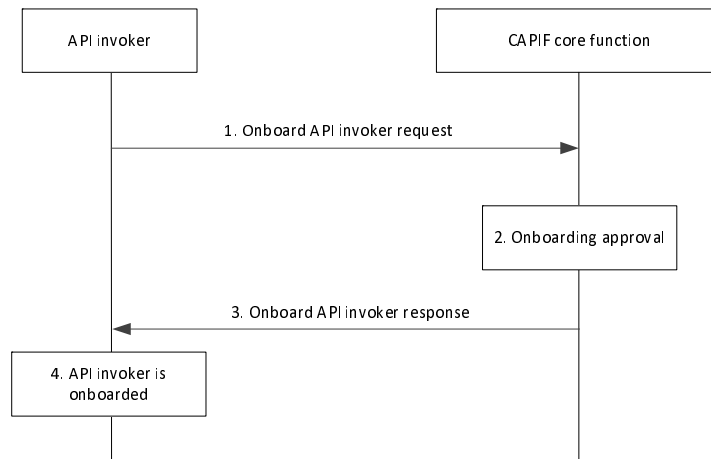 API invoker
CAPIF core function
1. Onboard API invoker request
2. Onboarding approval
3. Onboard API invoker response
4. API invoker is
onboarded